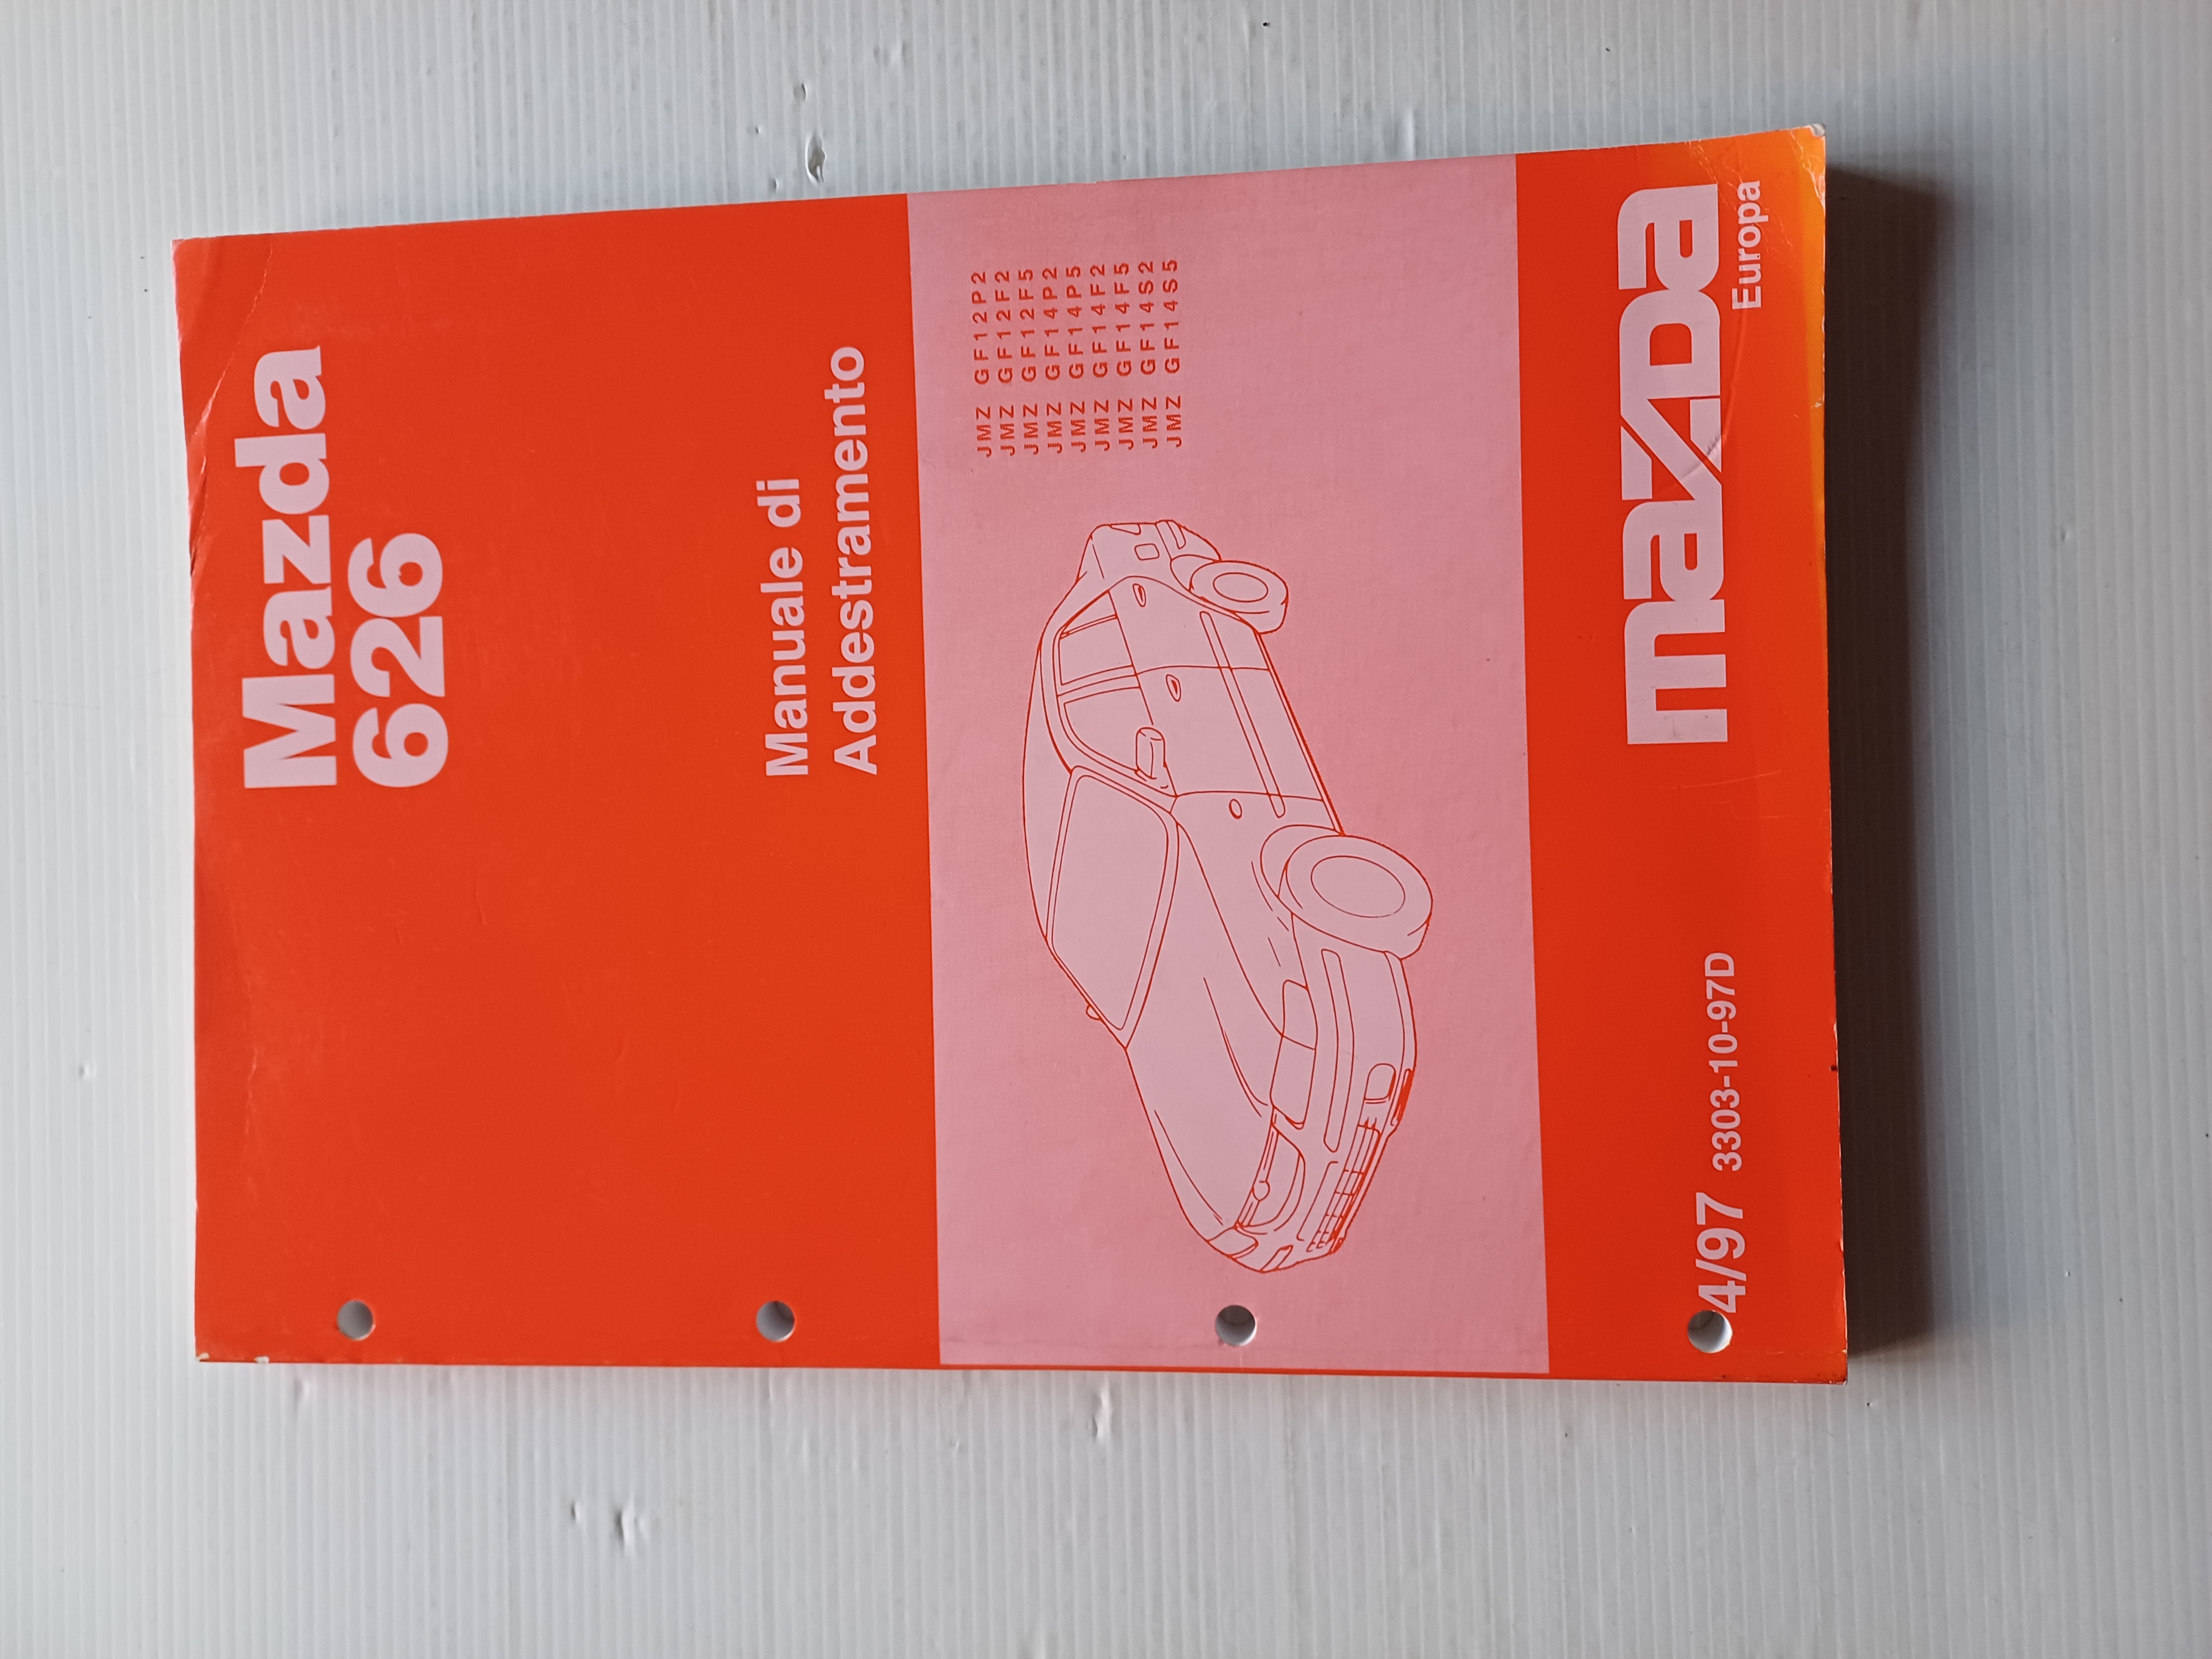 Mazda
626
Manuale di
Addestramento
JMZ GF12P2
JMZ GF12F2
JMZ GF12F5
JMZ GF14P2
JMZ GF14P5
JMZ GF14F2
JMZ GF14F5
JMZ GF14S2
JMZ GF14S5
mazda
Europa
4/97 3303-10-97D